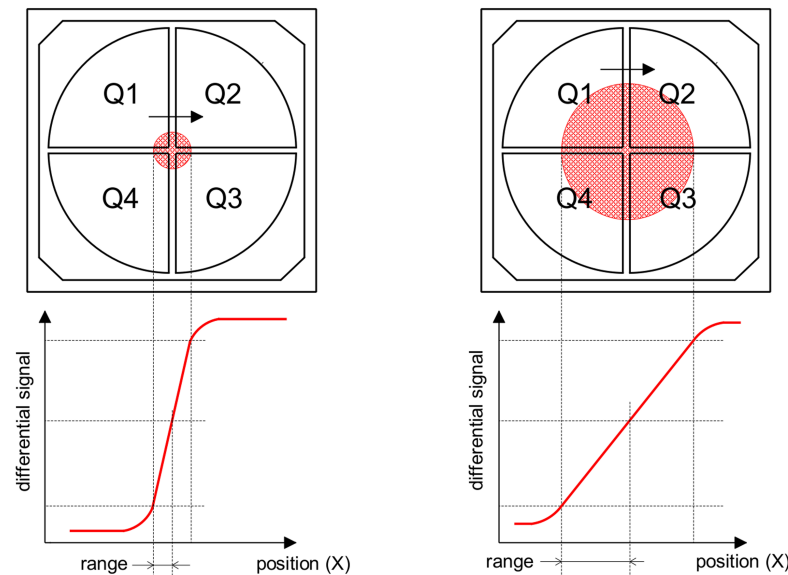 Q1 Q2
Q4 Q3
Q1 Q2
Q4 Q3
differential signal
range position (X)
differential signal
range position (X)